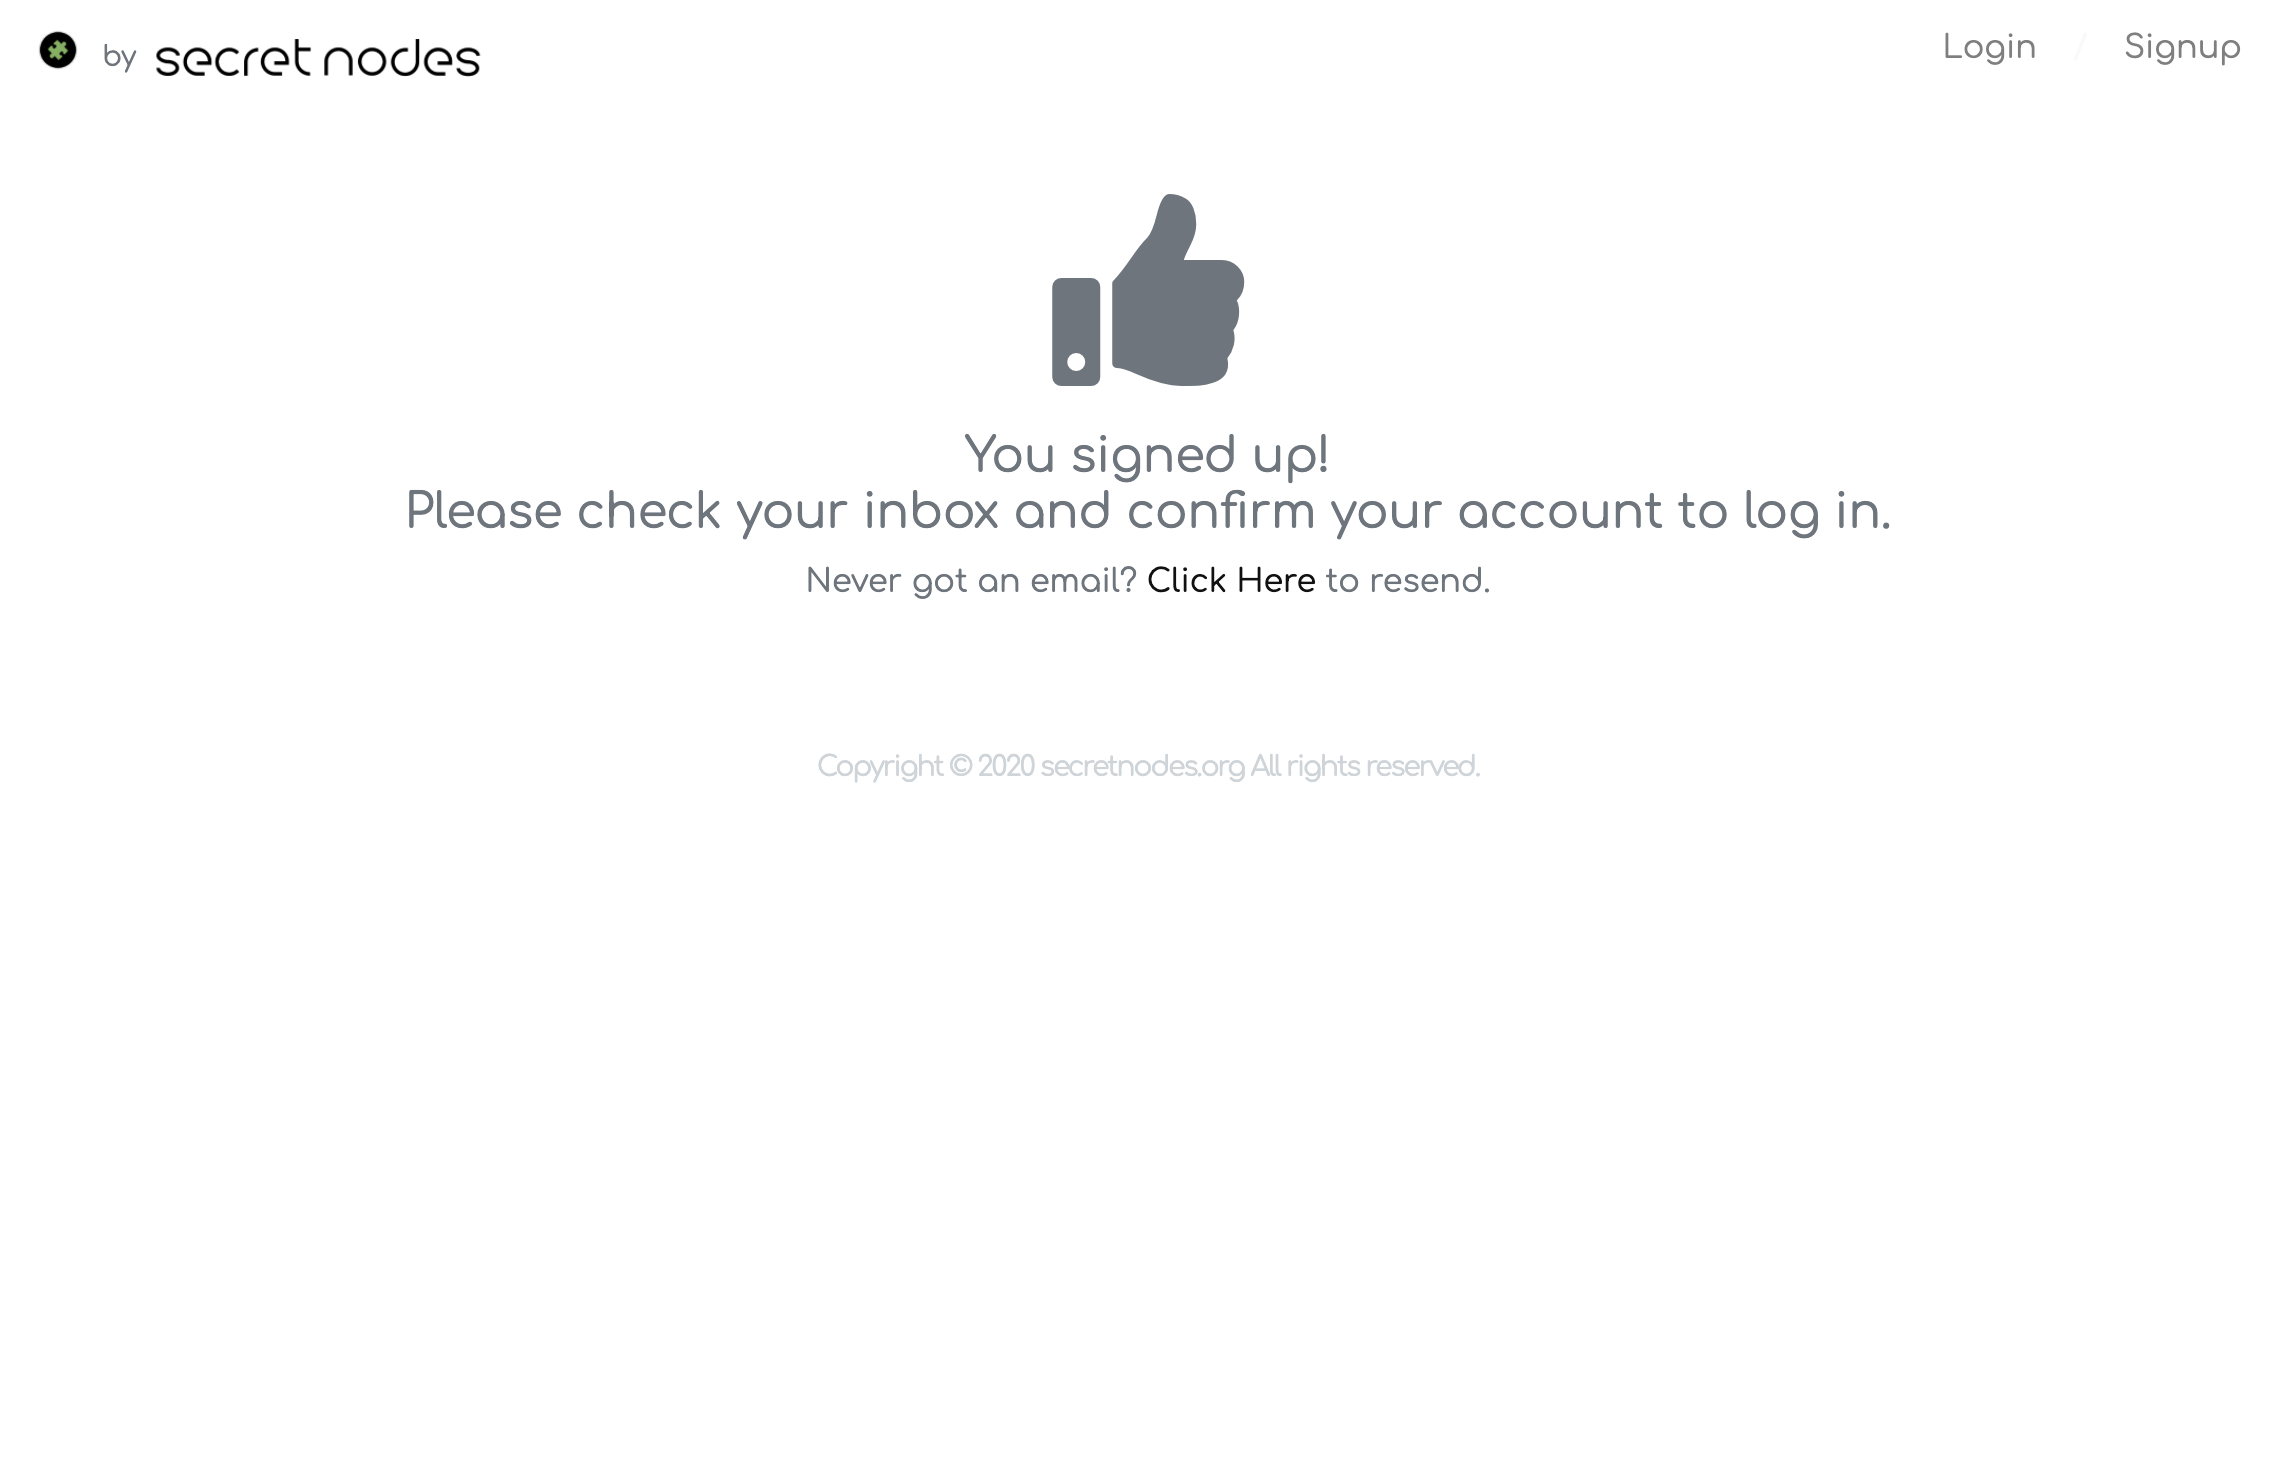 by secret nodes
Login / Signup
You signed up!
Please check your inbox and confirm your account to log in.
Never got an email? Click Here to resend.
Copyright © 2020 secretnodes.org All rights reserved.